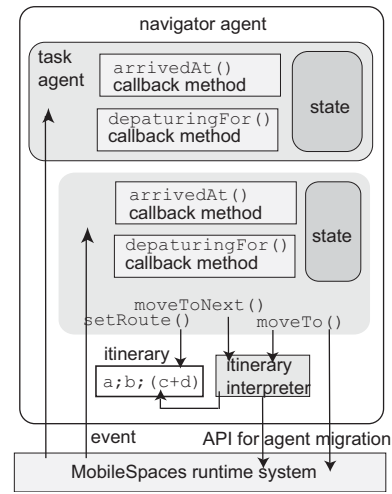 navigator agent
task
agent
arrivedAt()
callback method
depaturingFor()
callback method
state
arrivedAt()
callback method
depaturingFor()
callback method
state
moveToNext()
setRoute()
moveTo()
itinerary
a;b;(c+d)
itinerary
interpreter
event
API for agent migration
MobileSpaces runtime system